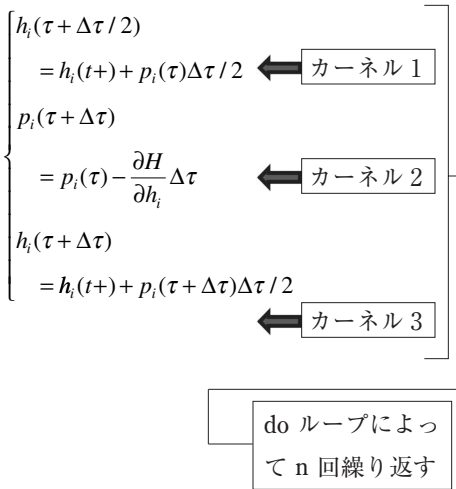 h_i(τ + Δτ / 2)
= h_i(t+) + p_i(τ)Δτ / 2 カーネル 1
p_i(τ + Δτ)
= p_i(τ) − ∂H/∂h_i Δτ カーネル 2
h_i(τ + Δτ)
= h_i(t+) + p_i(τ + Δτ)Δτ / 2
カーネル 3
do ループによっ
て n 回繰り返す